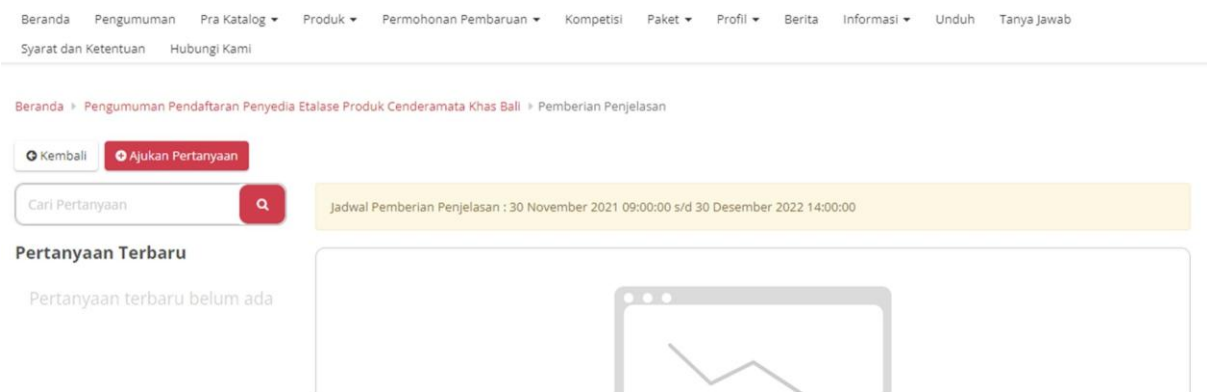 Beranda Pengumuman Pra Katalog Produk Permohonan Pembaruan Kompetisi Paket Profil Berita Informasi Unduh Tanya Jawab
Syarat dan Ketentuan Hubungi Kami
Beranda Pengumuman Pendaftaran Penyedia Etalase Produk Cenderamata Khas Bali Pemberian Penjelasan
Kembali Ajukan Pertanyaan
Cari Pertanyaan
Jadwal Pemberian Penjelasan : 30 November 2021 09:00:00 s/d 30 Desember 2022 14:00:00
Pertanyaan Terbaru
Pertanyaan terbaru belum ada